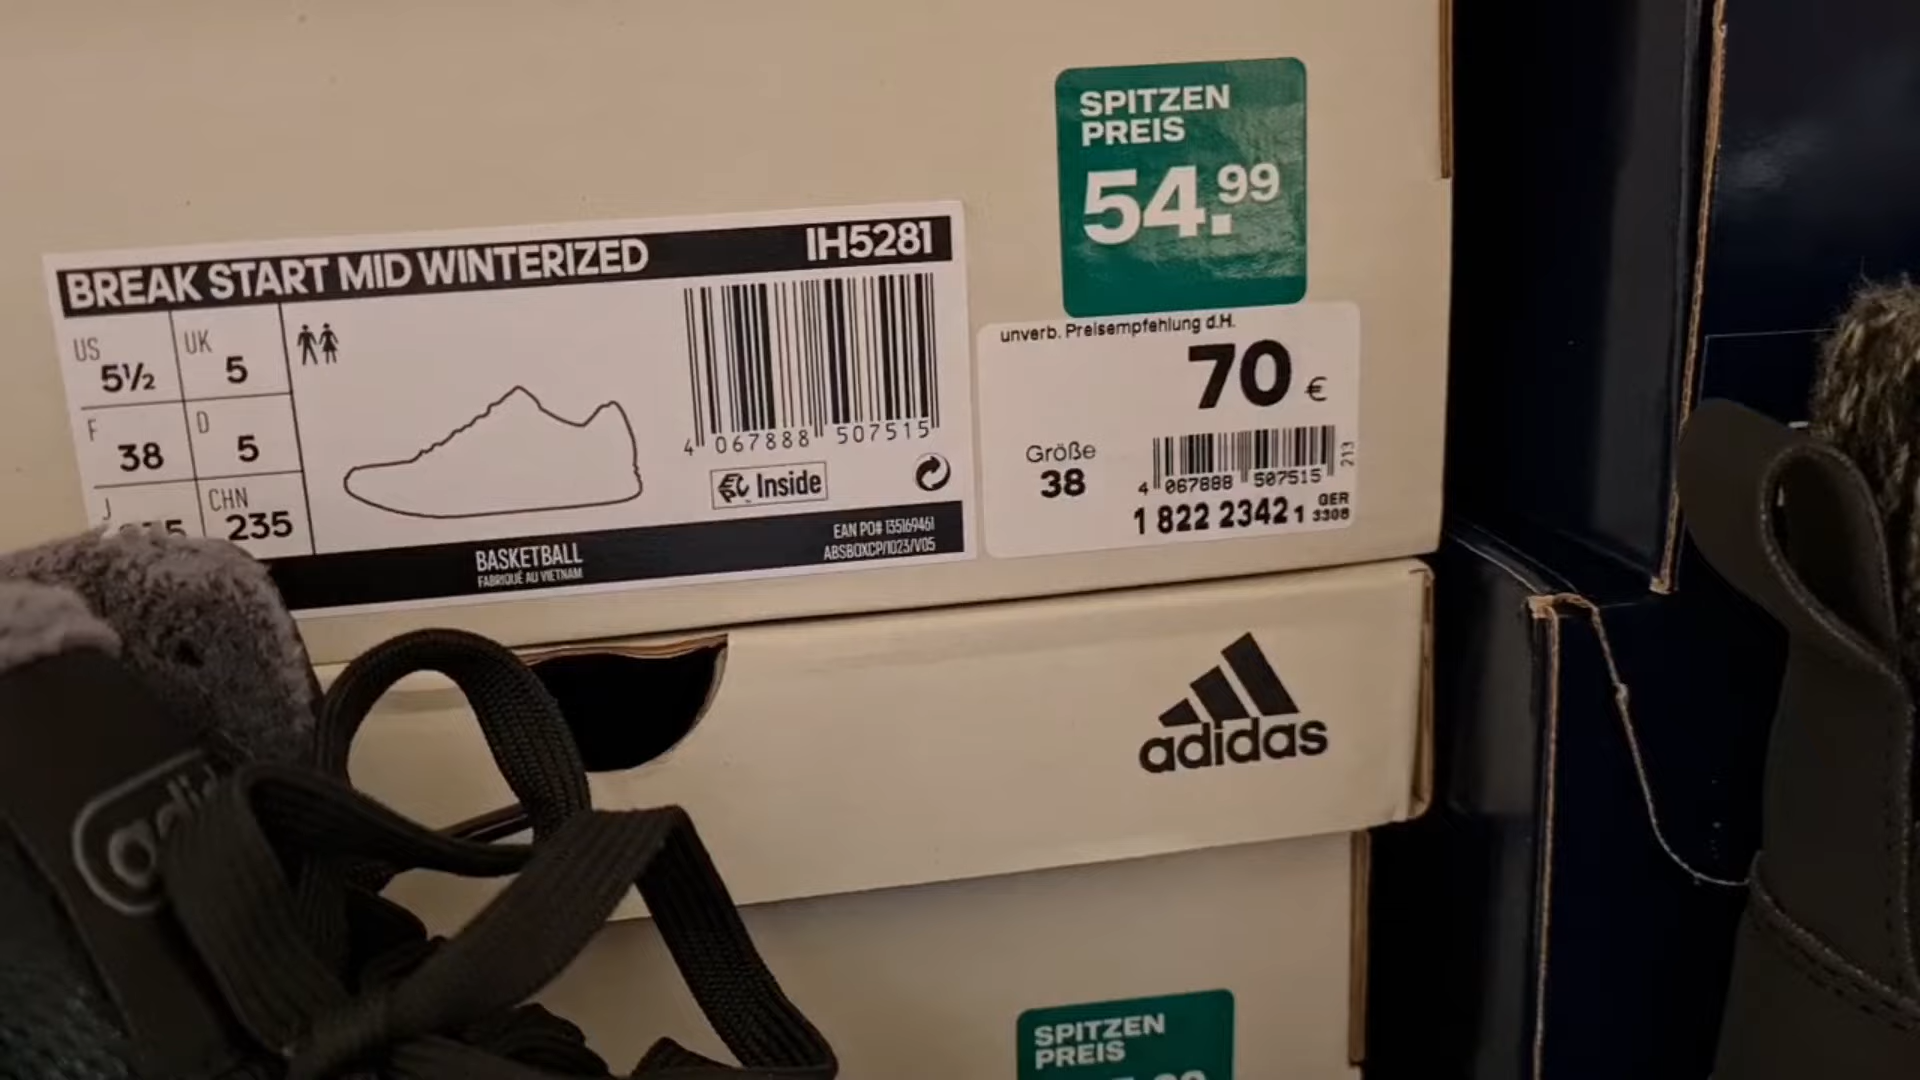 SPITZEN
PREIS
54.99
BREAK START MID WINTERIZED IH5281
US 5½ UK 5
F 38 D 5
J CHN 235
4 067888 507515
EC Inside
BASKETBALL
FABRIQUÉ AU VIETNAM
EAN PO# 135169461
ABSBOXCP/1023/V05
unverb. Preisempfehlung d.H.
70 €
Größe
38
4 067888 507515
213
1 822 2342 1 GER
3308
adidas
SPITZEN
PREIS